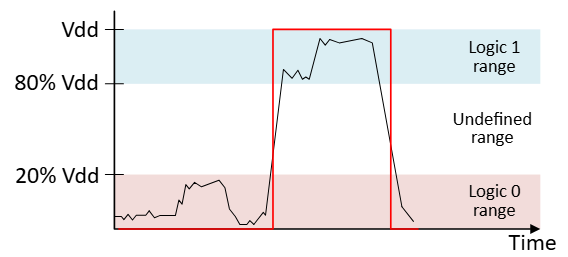 Vdd
Logic 1
range
80% Vdd
Undefined
range
20% Vdd
Logic 0
range
Time